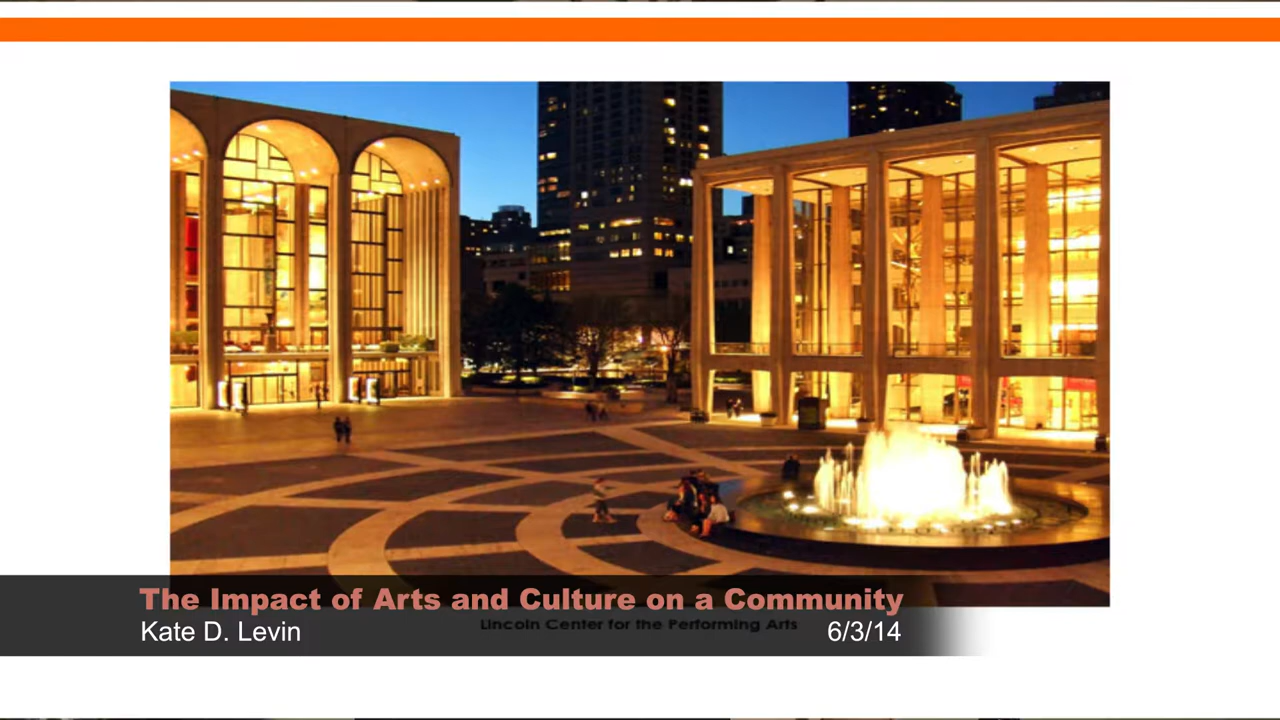 The Impact of Arts and Culture on a Community
Kate D. Levin
Lincoln Center for the Performing Arts
6/3/14